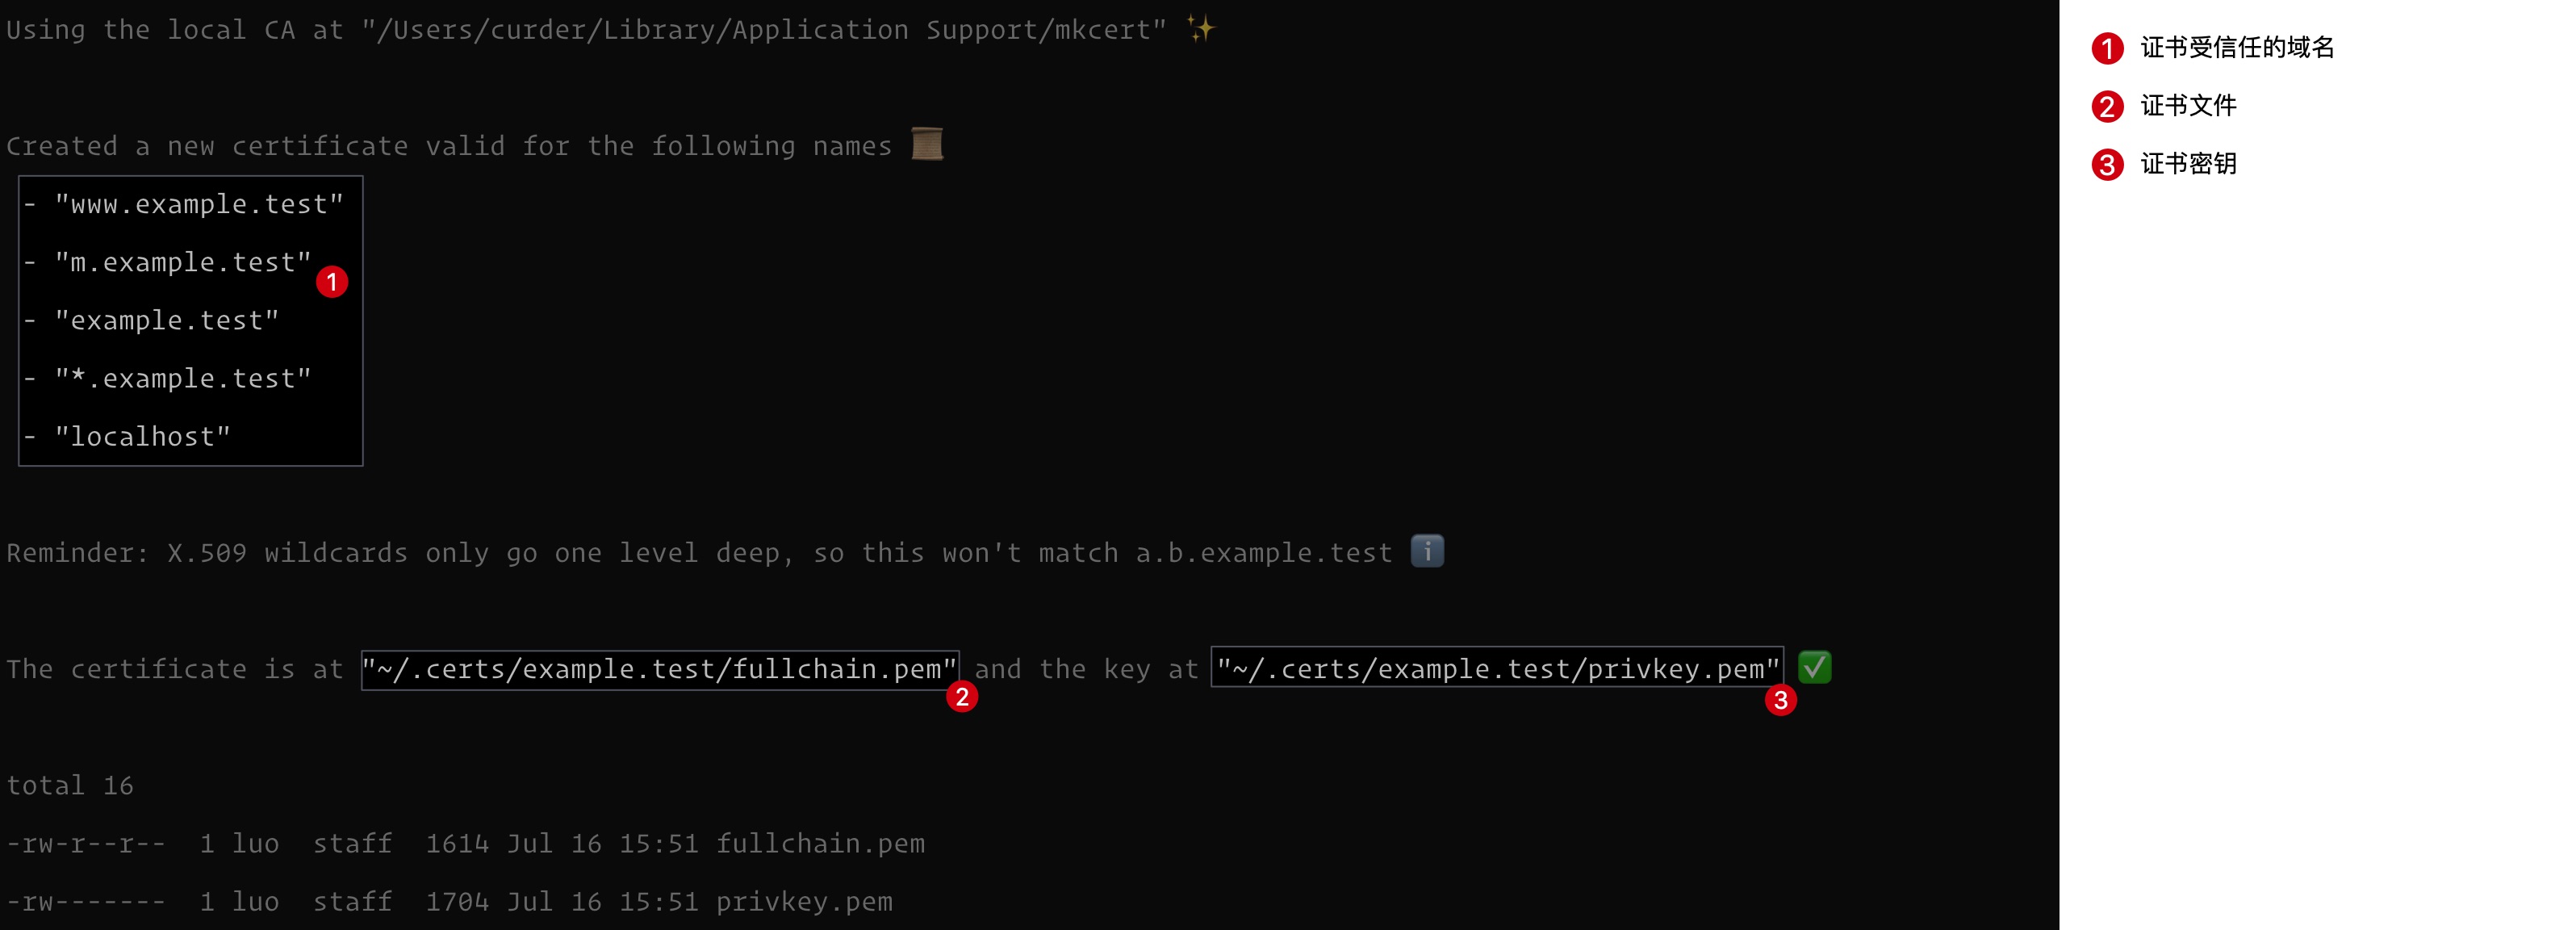 Using the local CA at "/Users/curder/Library/Application Support/mkcert" ✨
Created a new certificate valid for the following names 📜
- "www.example.test"
- "m.example.test"
1
- "example.test"
- "*.example.test"
- "localhost"
Reminder: X.509 wildcards only go one level deep, so this won't match a.b.example.test ℹ️
The certificate is at "~/.certs/example.test/fullchain.pem" and the key at "~/.certs/example.test/privkey.pem" ✅
2
3
total 16
-rw-r--r--  1 luo  staff  1614 Jul 16 15:51 fullchain.pem
-rw-------  1 luo  staff  1704 Jul 16 15:51 privkey.pem
1 证书受信任的域名
2 证书文件
3 证书密钥